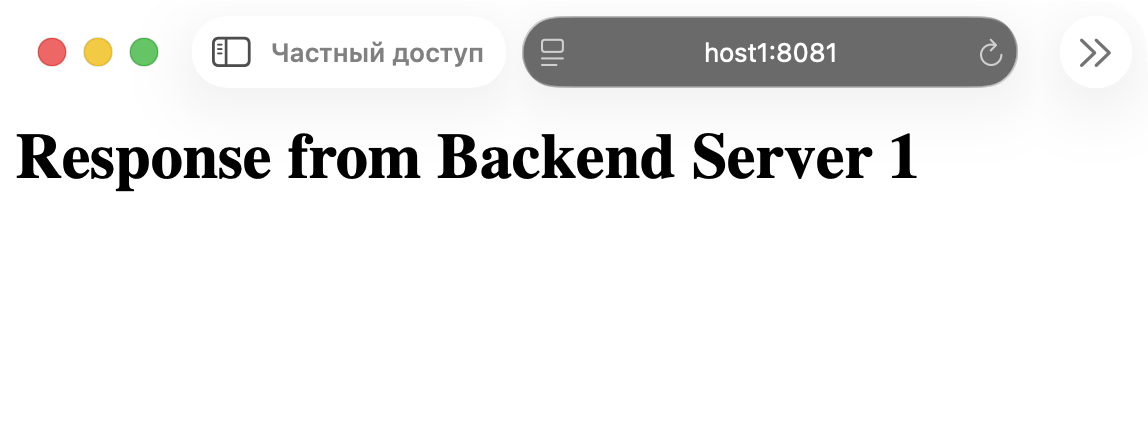 Частный доступ host1:8081
Response from Backend Server 1